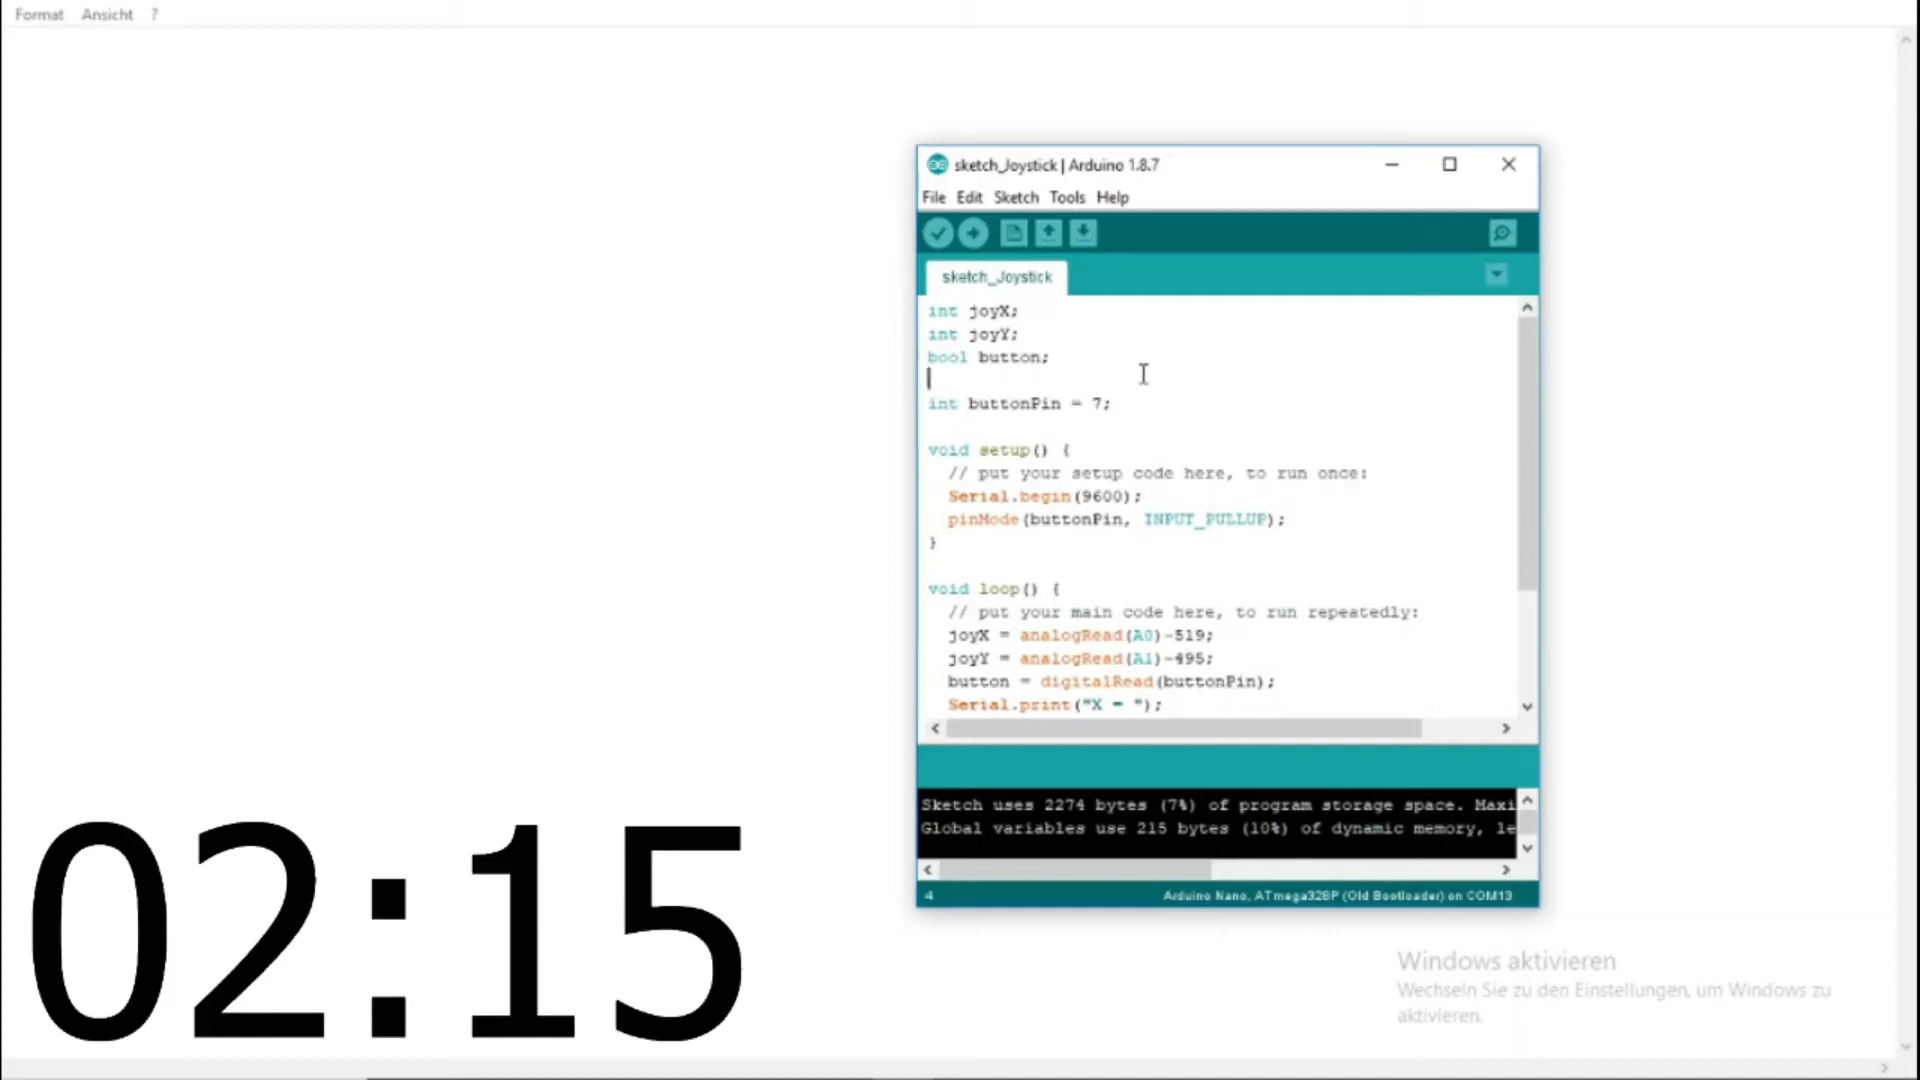 Format Ansicht ?
sketch_Joystick | Arduino 1.8.7
File Edit Sketch Tools Help
sketch_Joystick
int joyX;
int joyY;
bool button;
int buttonPin = 7;
void setup() {
// put your setup code here, to run once:
Serial.begin(9600);
pinMode(buttonPin, INPUT_PULLUP);
}
void loop() {
// put your main code here, to run repeatedly:
joyX = analogRead(A0)-519;
joyY = analogRead(A1)-495;
button = digitalRead(buttonPin);
Serial.print("X = ");
Sketch uses 2274 bytes (7%) of program storage space. Maxi
Global variables use 215 bytes (10%) of dynamic memory, le
4 Arduino Nano, ATmega328P (Old Bootloader) on COM13
02:15
Windows aktivieren
Wechseln Sie zu den Einstellungen, um Windows zu
aktivieren.